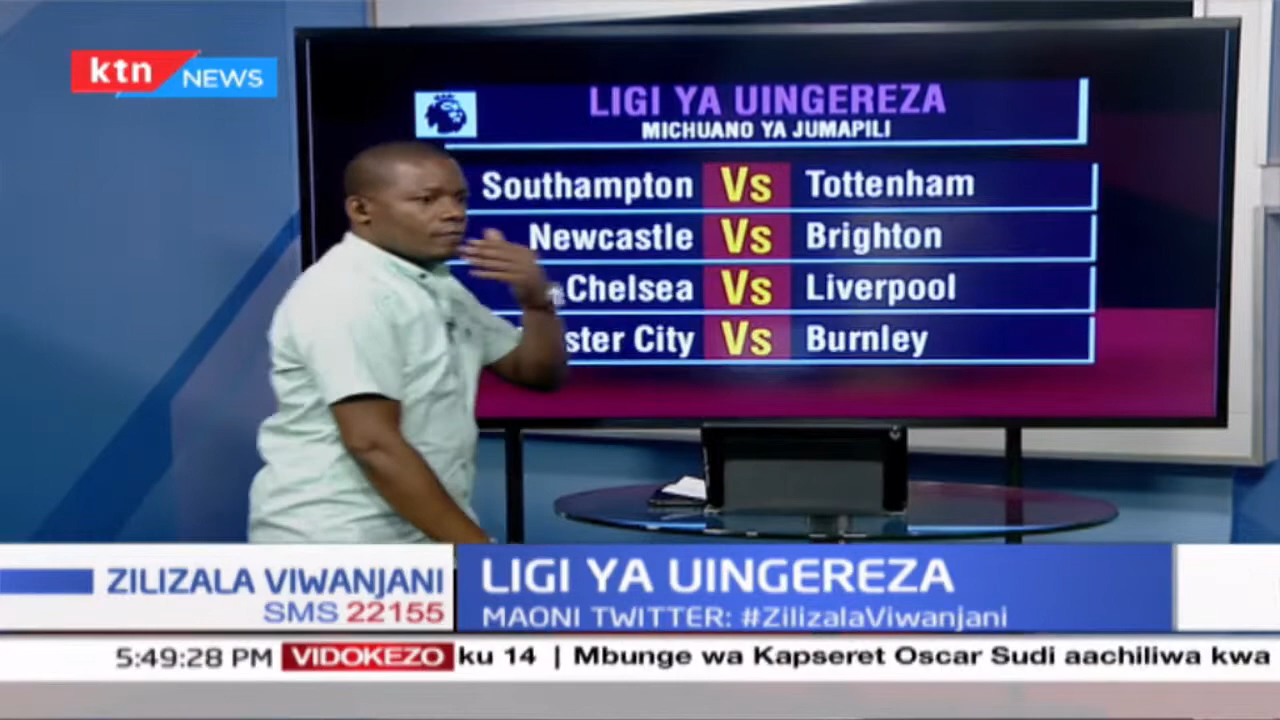 ktn NEWS
LIGI YA UINGEREZA
MICHUANO YA JUMAPILI
Southampton Vs Tottenham
Newcastle Vs Brighton
Chelsea Vs Liverpool
ster City Vs Burnley
ZILIZALA VIWANJANI
SMS 22155
LIGI YA UINGEREZA
MAONI TWITTER: #ZilizalaViwanjani
5:49:28 PM VIDOKEZO ku 14 | Mbunge wa Kapseret Oscar Sudi aachiliwa kwa